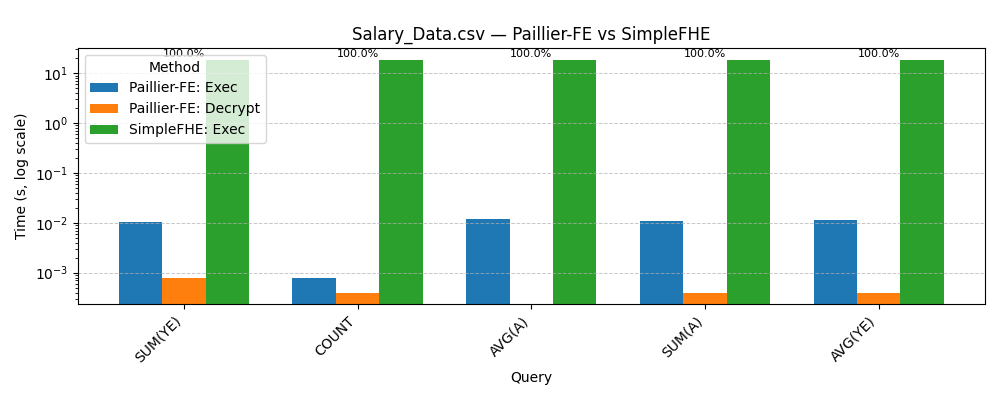 Salary_Data.csv — Paillier-FE vs SimpleFHE
100.0% 100.0% 100.0% 100.0% 100.0%
Method
Paillier-FE: Exec
Paillier-FE: Decrypt
SimpleFHE: Exec
Time (s, log scale)
10¹
10⁰
10⁻¹
10⁻²
10⁻³
SUM(YE) COUNT AVG(A) SUM(A) AVG(YE)
Query